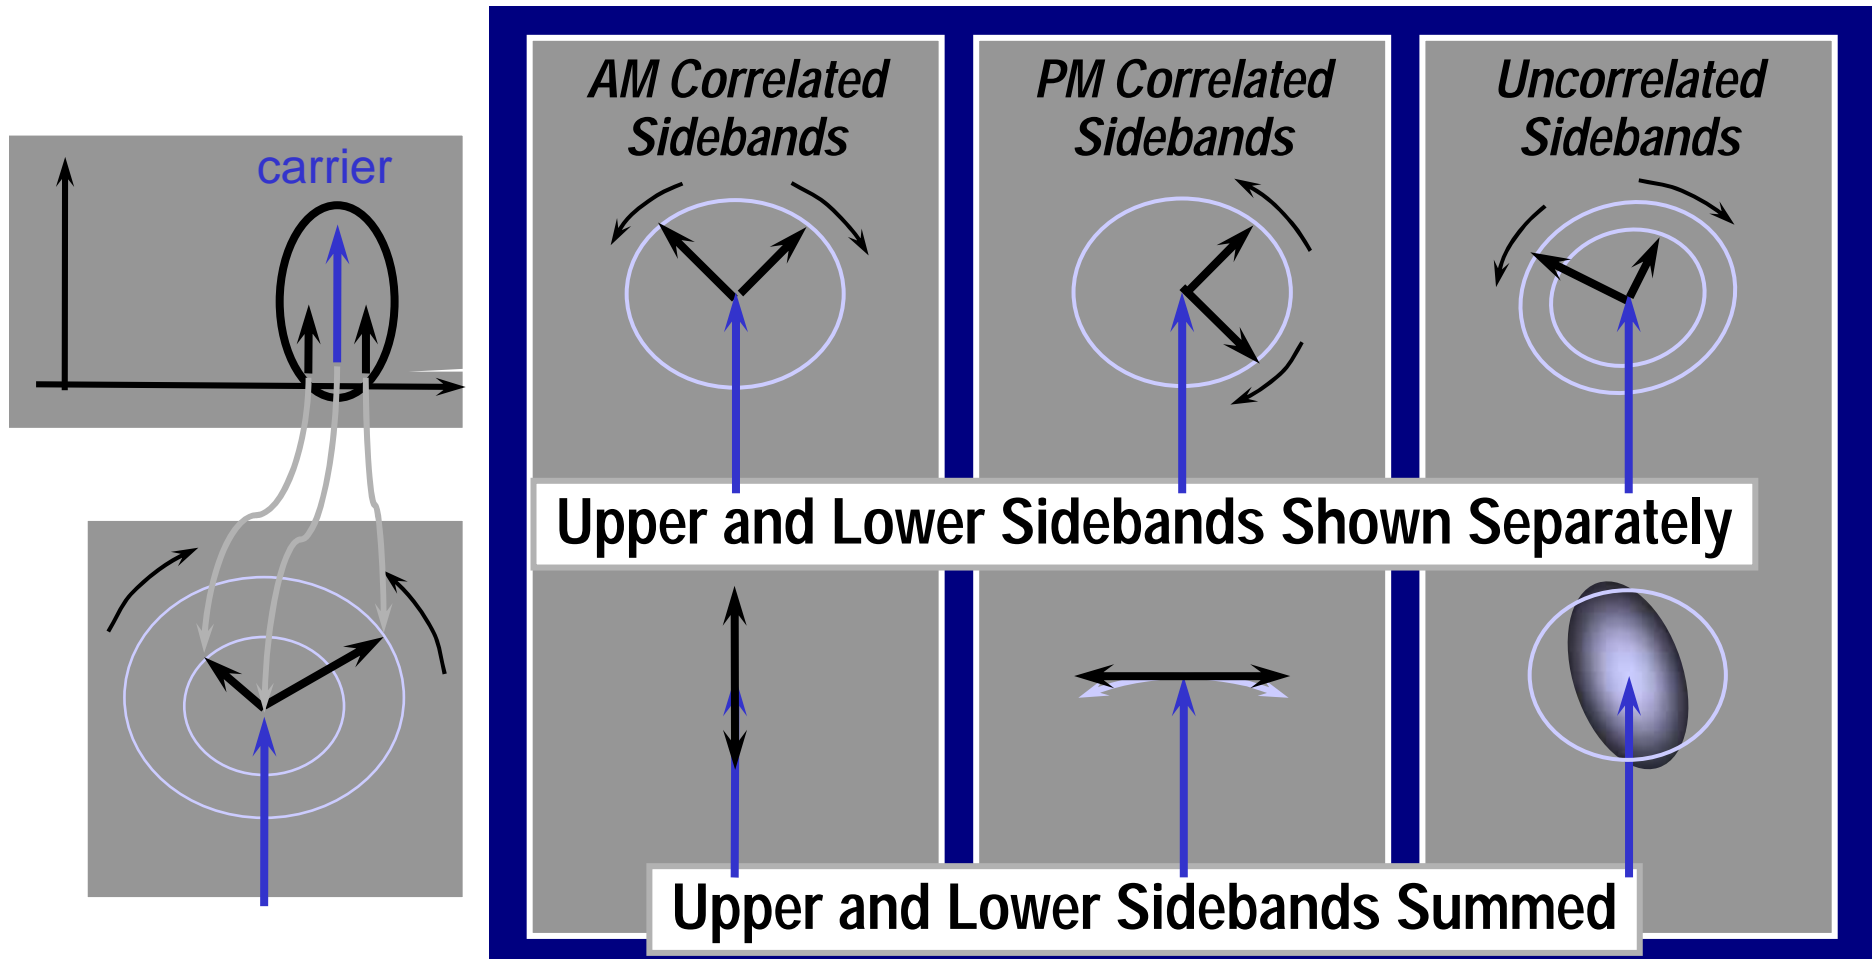 carrier
AM Correlated
Sidebands
PM Correlated
Sidebands
Uncorrelated
Sidebands
Upper and Lower Sidebands Shown Separately
Upper and Lower Sidebands Summed